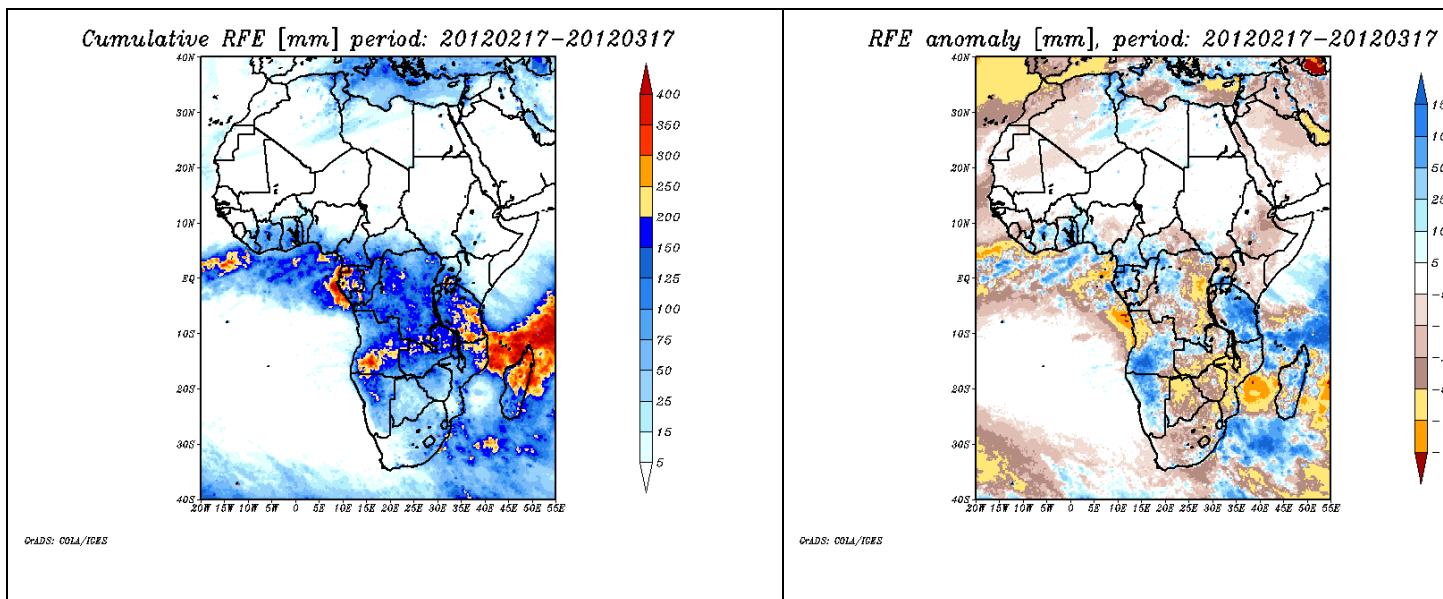 Cumulative RFE [mm] period: 20120217-20120317
40N
30N
20N
10N
EQ
10S
20S
30S
40S
20W 15W 10W 5W 0 5E 10E 15E 20E 25E 30E 35E 40E 45E 50E 55E
400
350
300
250
200
150
125
100
75
50
25
15
5
GrADS: COLA/IGES
RFE anomaly [mm], period: 20120217-20120317
40N
30N
20N
10N
EQ
10S
20S
30S
40S
20W 15W 10W 5W 0 5E 10E 15E 20E 25E 30E 35E 40E 45E 50E 55E
10
5
GrADS: COLA/IGES